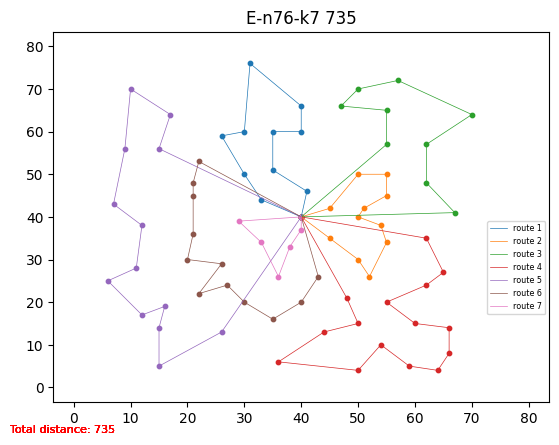 E-n76-k7 735
80
70
60
50
40
30
20
10
0
0 10 20 30 40 50 60 70 80
route 1
route 2
route 3
route 4
route 5
route 6
route 7
Total distance: 735